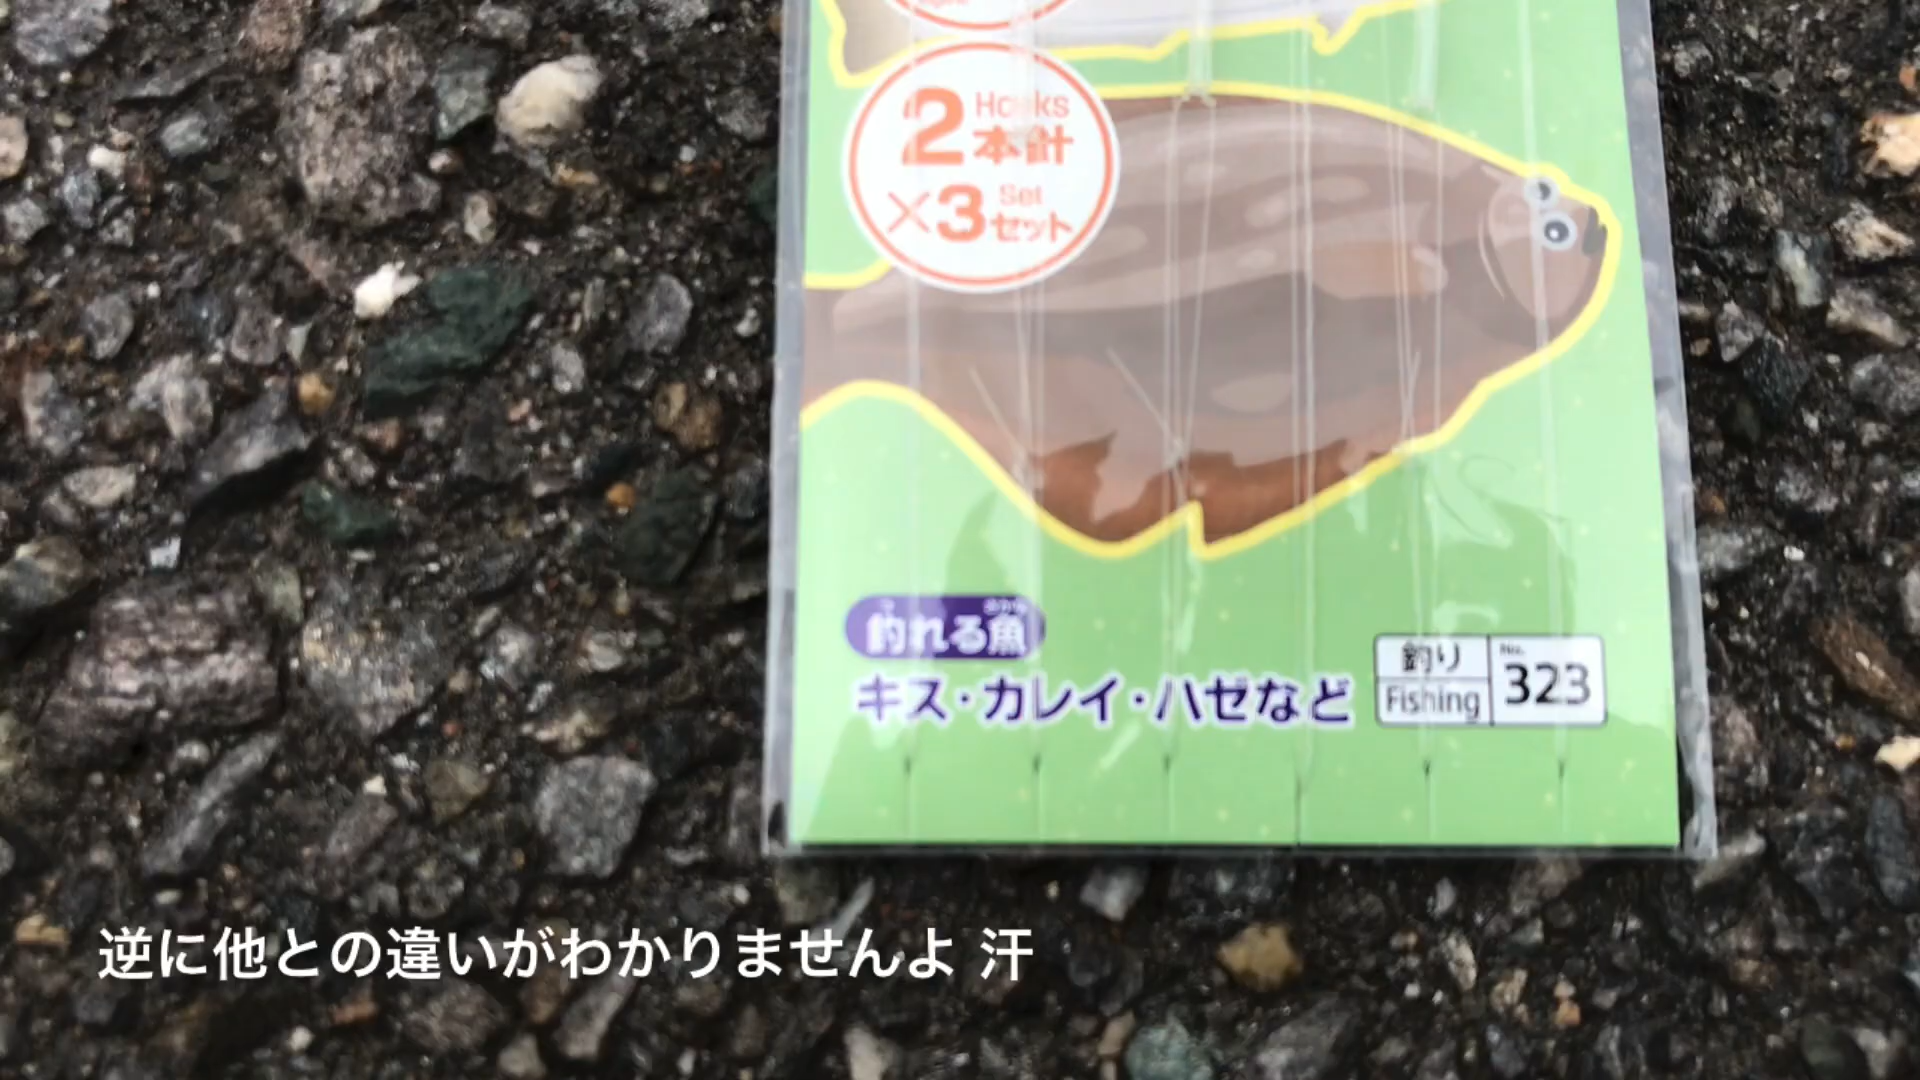 2 Hooks
本針
×3 Set
セット
釣れる魚
キス・カレイ・ハゼなど
釣り
Fishing
No.
323
逆に他との違いがわかりませんよ 汗